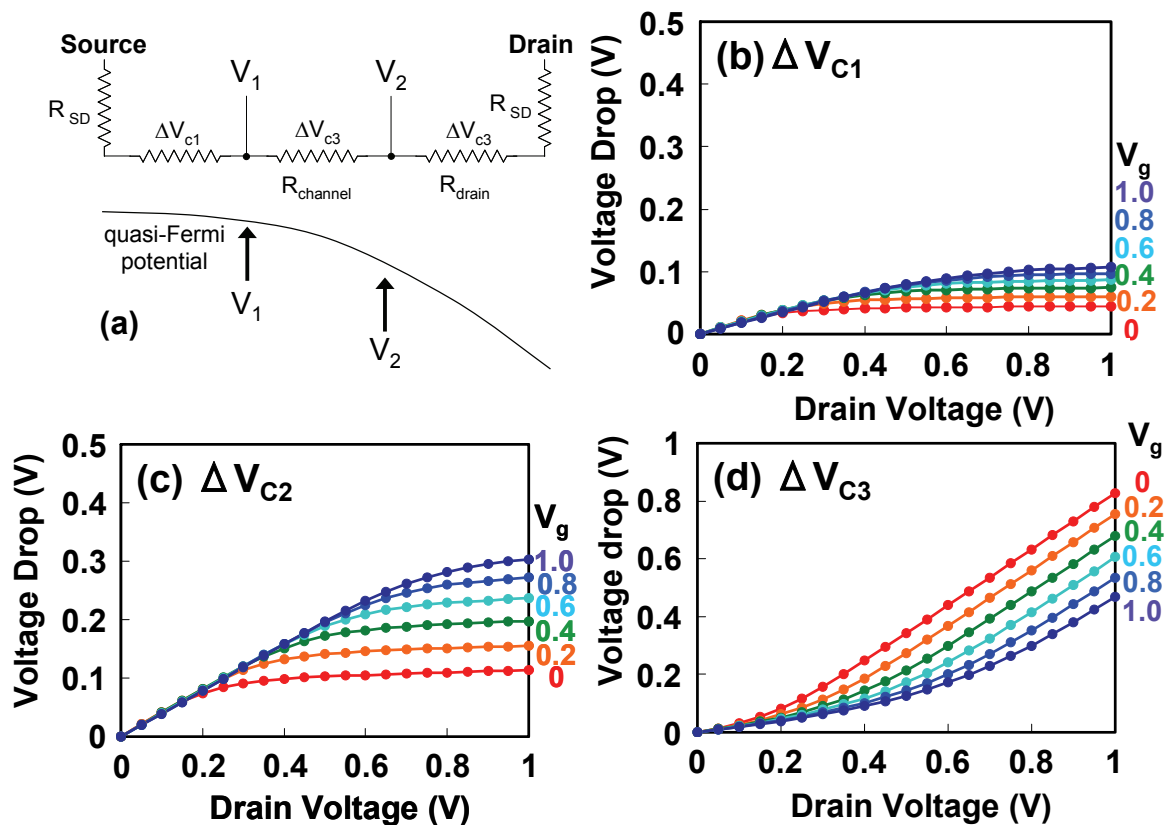 Source
Drain
V1
V2
R SD
R SD
ΔVc1
ΔVc3
ΔVc3
Rchannel
Rdrain
quasi-Fermi
potential
V1
V2
(a)
(b) Δ VC1
Voltage Drop (V)
0.5
0.4
0.3
0.2
0.1
0
0 0.2 0.4 0.6 0.8 1
Drain Voltage (V)
Vg
1.0
0.8
0.6
0.4
0.2
0
(c) Δ VC2
Voltage Drop (V)
0.5
0.4
0.3
0.2
0.1
0
0 0.2 0.4 0.6 0.8 1
Drain Voltage (V)
Vg
1.0
0.8
0.6
0.4
0.2
0
(d) Δ VC3
Voltage drop (V)
1
0.8
0.6
0.4
0.2
0
0 0.2 0.4 0.6 0.8 1
Drain Voltage (V)
Vg
0
0.2
0.4
0.6
0.8
1.0